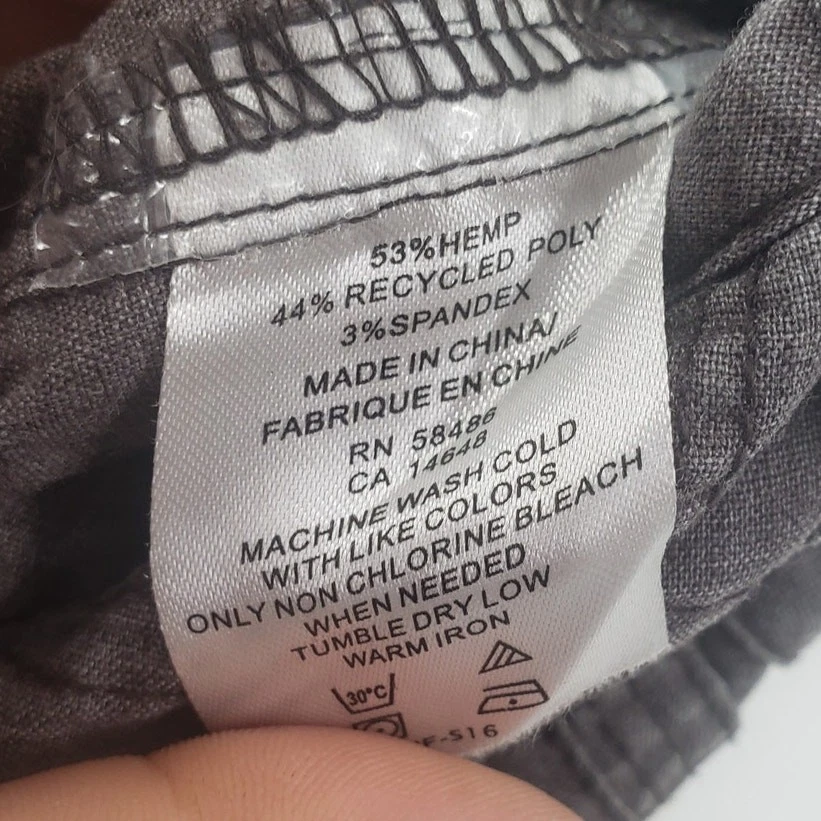 53%HEMP
44% RECYCLED POLY
3%SPANDEX
MADE IN CHINA/
FABRIQUE EN CHINE
RN 58486
CA 14648
MACHINE WASH COLD
WITH LIKE COLORS
ONLY NON CHLORINE BLEACH
WHEN NEEDED
TUMBLE DRY LOW
WARM IRON
30°C
F-S16